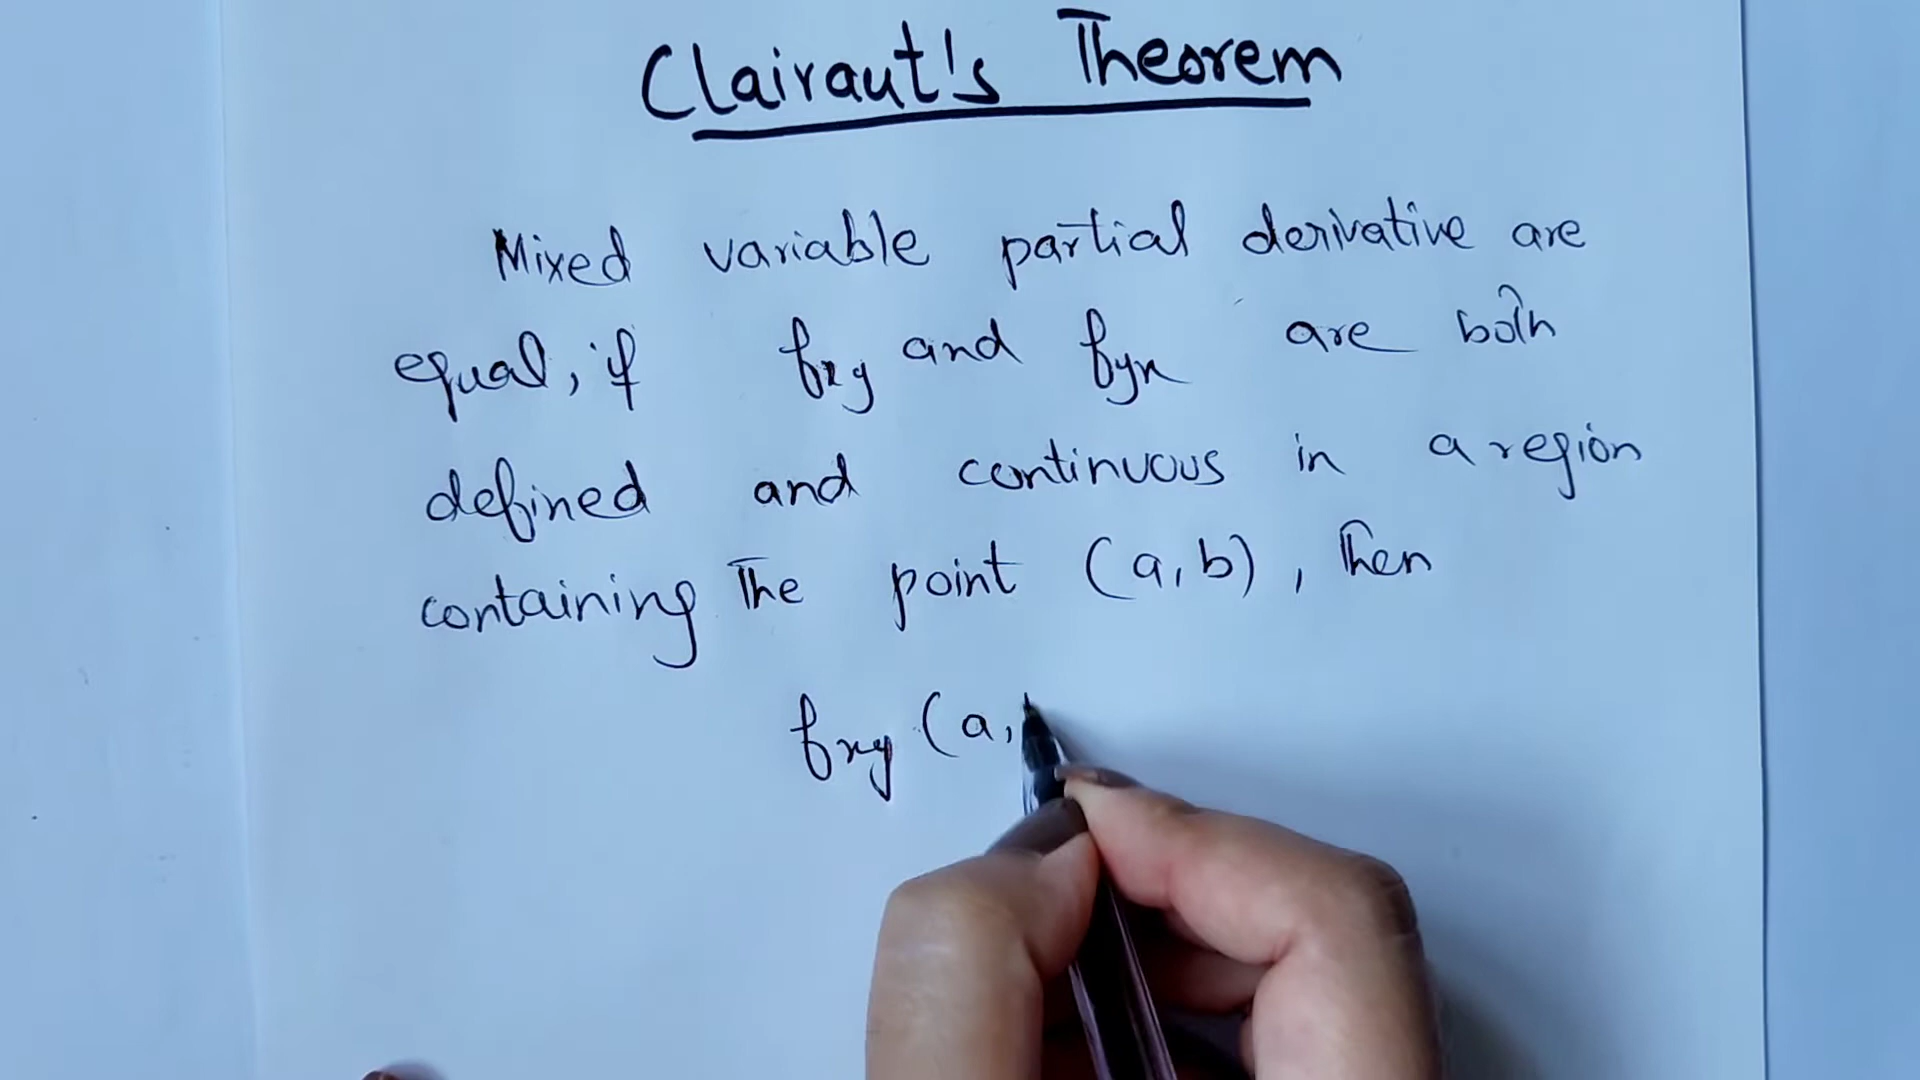 Clairaut's Theorem
Mixed variable partial derivative are
equal, if fxy and fyx are both
defined and continuous in a region
containing The point (a,b), Then
fxy (a,